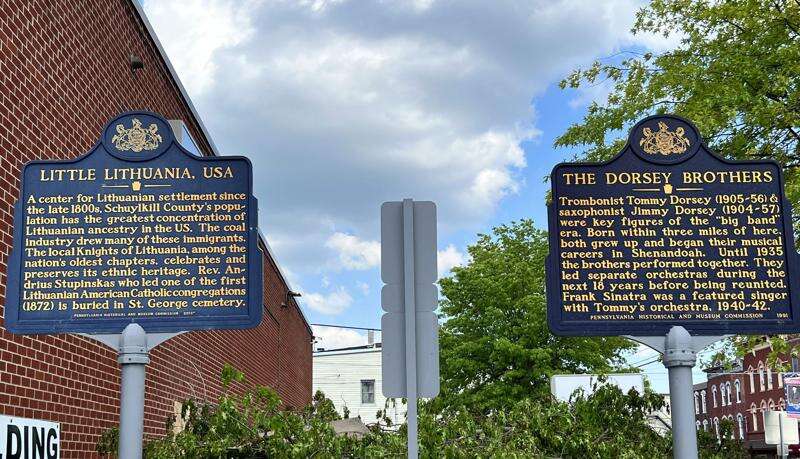 LITTLE LITHUANIA, USA
A center for Lithuanian settlement since
the late 1800s, Schuylkill County's popu-
lation has the greatest concentration of
Lithuanian ancestry in the US. The coal
industry drew many of these immigrants.
The local Knights of Lithuania, among the
nation's oldest chapters, celebrates and
preserves its ethnic heritage. Rev. An-
drius Stupinskas who led one of the first
Lithuanian American Catholic congregations
(1872) is buried in St. George cemetery.
PENNSYLVANIA HISTORICAL AND MUSEUM COMMISSION
THE DORSEY BROTHERS
Trombonist Tommy Dorsey (1905-56) &
saxophonist Jimmy Dorsey (1904-57)
were key figures of the "big band"
era. Born within three miles of here,
both grew up and began their musical
careers in Shenandoah. Until 1935
the brothers performed together. They
led separate orchestras during the
next 18 years before being reunited.
Frank Sinatra was a featured singer
with Tommy's orchestra, 1940-42.
PENNSYLVANIA HISTORICAL AND MUSEUM COMMISSION 1991
LDING